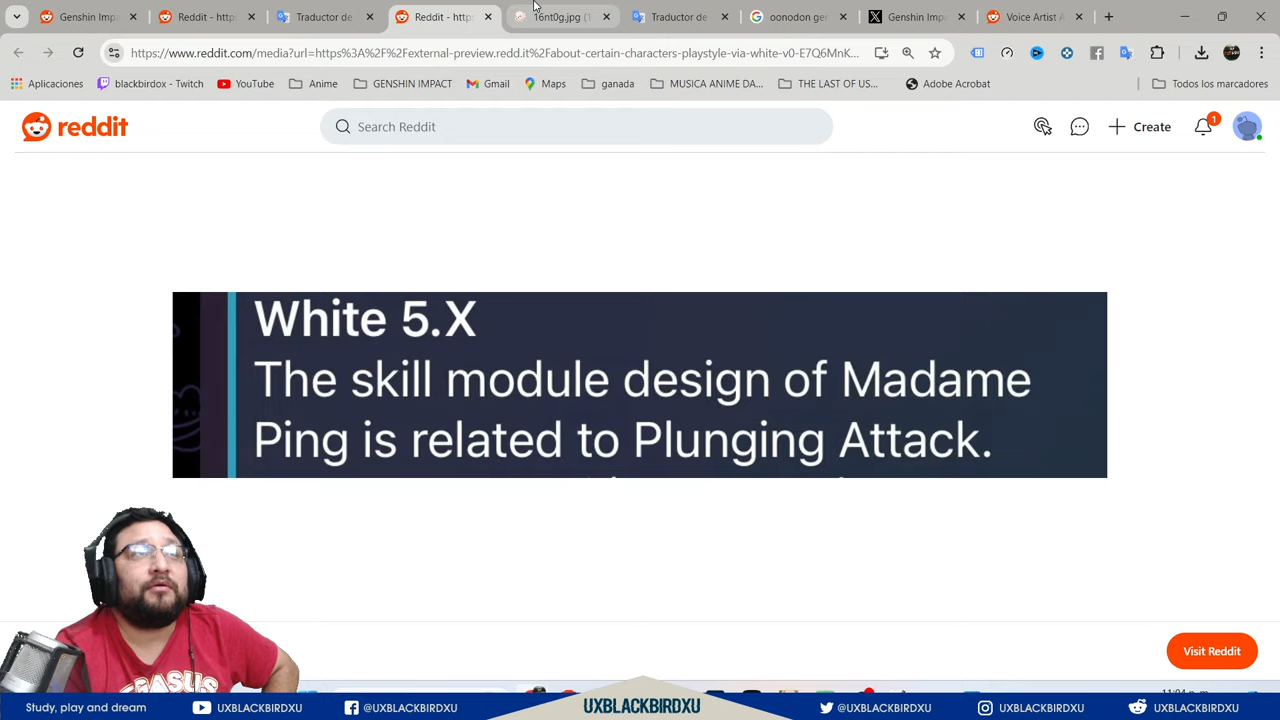 Genshin Impa
Reddit - http
Traductor de
Reddit - http
16nt0g.jpg (1
Traductor de
oonodon ger
Genshin Imp
Voice Artist A
https://www.reddit.com/media?url=https%3A%2F%2Fexternal-preview.redd.it%2Fabout-certain-characters-playstyle-via-white-v0-E7Q6MnK...
Aplicaciones
blackbirdox - Twitch
YouTube
Anime
GENSHIN IMPACT
Gmail
Maps
ganada
MUSICA ANIME DA...
THE LAST OF US...
Adobe Acrobat
Todos los marcadores
reddit
Search Reddit
Create
1
White 5.X
The skill module design of Madame
Ping is related to Plunging Attack.
Visit Reddit
Study, play and dream
UXBLACKBIRDXU
@UXBLACKBIRDXU
UXBLACKBIRDXU
@UXBLACKBIRDXU
UXBLACKBIRDXU
UXBLACKBIRDXU